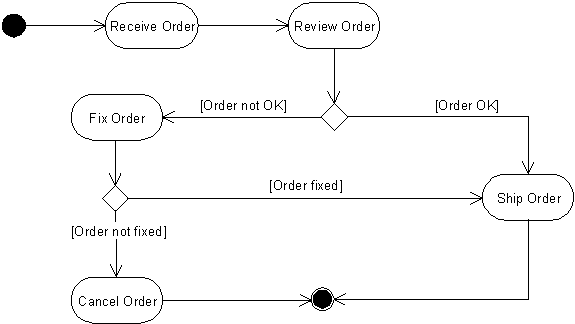 Receive Order
Review Order
[Order not OK]
[Order OK]
Fix Order
[Order fixed]
Ship Order
[Order not fixed]
Cancel Order